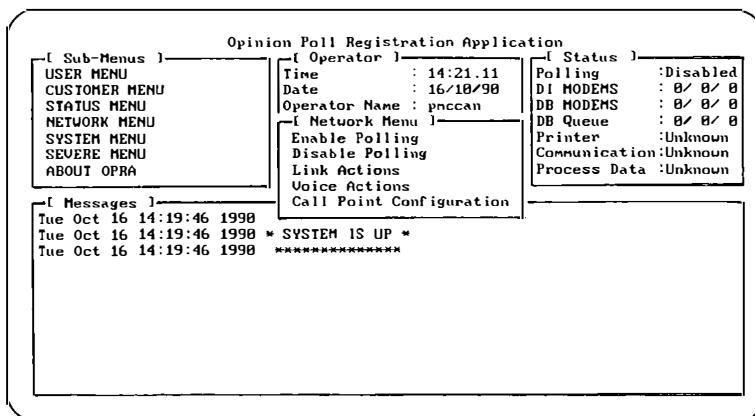 Opinion Poll Registration Application
[ Sub-Menus ]
USER MENU
CUSTOMER MENU
STATUS MENU
NETWORK MENU
SYSTEM MENU
SEVERE MENU
ABOUT OPRA
[ Operator ]
Time : 14:21.11
Date : 16/10/90
Operator Name : pmccan
[ Network Menu ]
Enable Polling
Disable Polling
Link Actions
Voice Actions
Call Point Configuration
[ Status ]
Polling :Disabled
DI MODEMS : 0/ 0/ 0
DB MODEMS : 0/ 0/ 0
DB Queue : 0/ 0/ 0
Printer :Unknown
Communication:Unknown
Process Data :Unknown
[ Messages ]
Tue Oct 16 14:19:46 1990
Tue Oct 16 14:19:46 1990 * SYSTEM IS UP *
Tue Oct 16 14:19:46 1990 **************